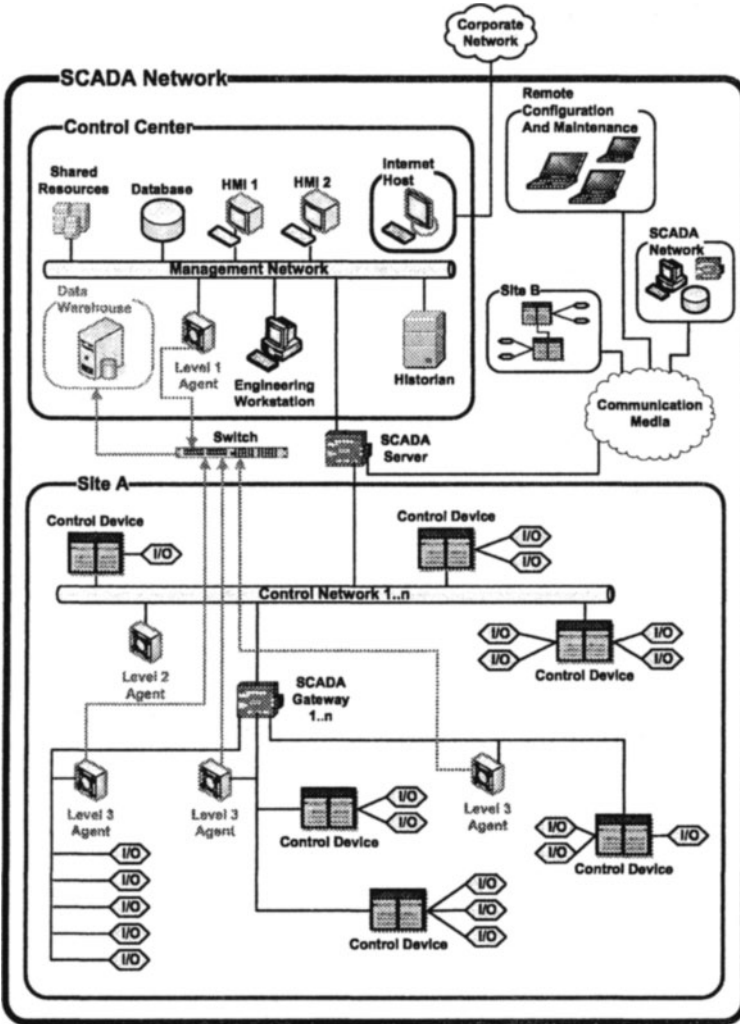 Corporate
Network
SCADA Network
Remote
Configuration
And Maintenance
Control Center
Shared
Resources
Database
HMI 1
HMI 2
Internet
Host
SCADA
Network
Management Network
Site B
Data
Warehouse
Level 1
Agent
Engineering
Workstation
Historian
Communication
Media
Switch
SCADA
Server
Site A
Control Device
I/O
Control Device
I/O
I/O
Control Network 1..n
I/O
I/O
I/O
I/O
Control Device
Level 2
Agent
SCADA
Gateway
1..n
Level 3
Agent
Level 3
Agent
Level 3
Agent
I/O
I/O
Control Device
I/O
I/O
I/O
Control Device
I/O
I/O
I/O
I/O
I/O
I/O
I/O
I/O
Control Device